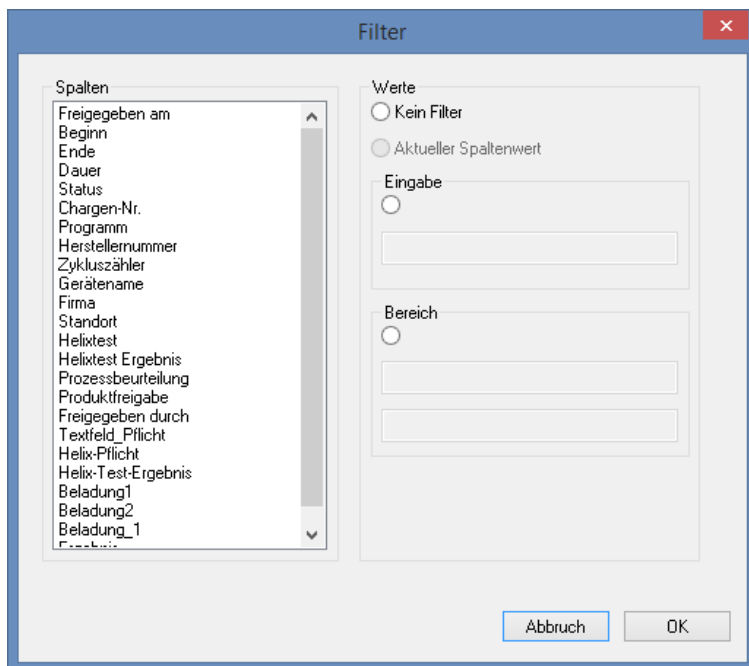 Filter
Spalten
Freigegeben am
Beginn
Ende
Dauer
Status
Chargen-Nr.
Programm
Herstellernummer
Zykluszähler
Gerätename
Firma
Standort
Helixtest
Helixtest Ergebnis
Prozessbeurteilung
Produktfreigabe
Freigegeben durch
Textfeld_Pflicht
Helix-Pflicht
Helix-Test-Ergebnis
Beladung1
Beladung2
Beladung_1
Werte
Kein Filter
Aktueller Spaltenwert
Eingabe
Bereich
Abbruch
OK